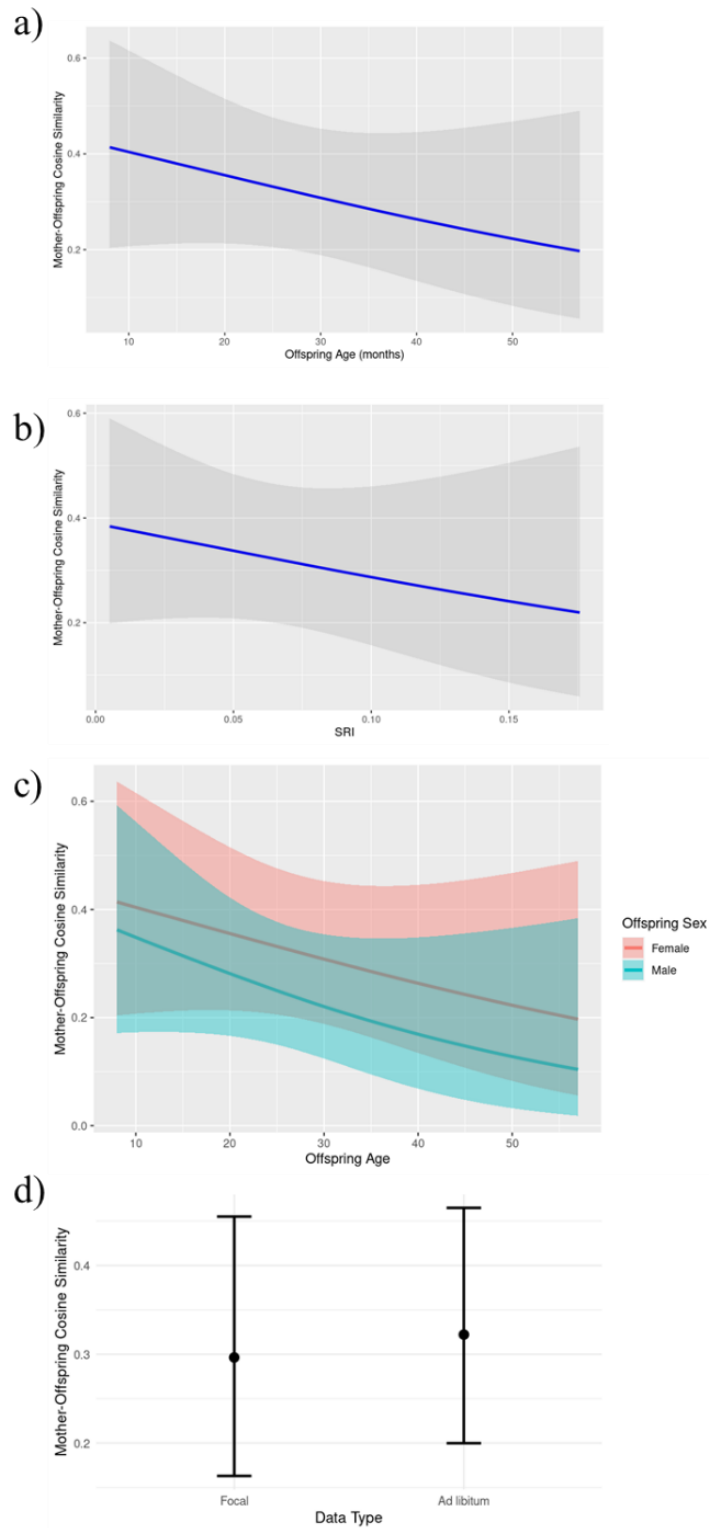 a)
Mother-Offspring Cosine Similarity
0.6
0.4
0.2
10 20 30 40 50
Offspring Age (months)
b)
Mother-Offspring Cosine Similarity
0.6
0.4
0.2
0.00 0.05 0.10 0.15
SRI
c)
Mother-Offspring Cosine Similarity
0.6
0.4
0.2
0.0
10 20 30 40 50
Offspring Age
Offspring Sex
Female
Male
d)
Mother-Offspring Cosine Similarity
0.4
0.3
0.2
Focal Ad libitum
Data Type